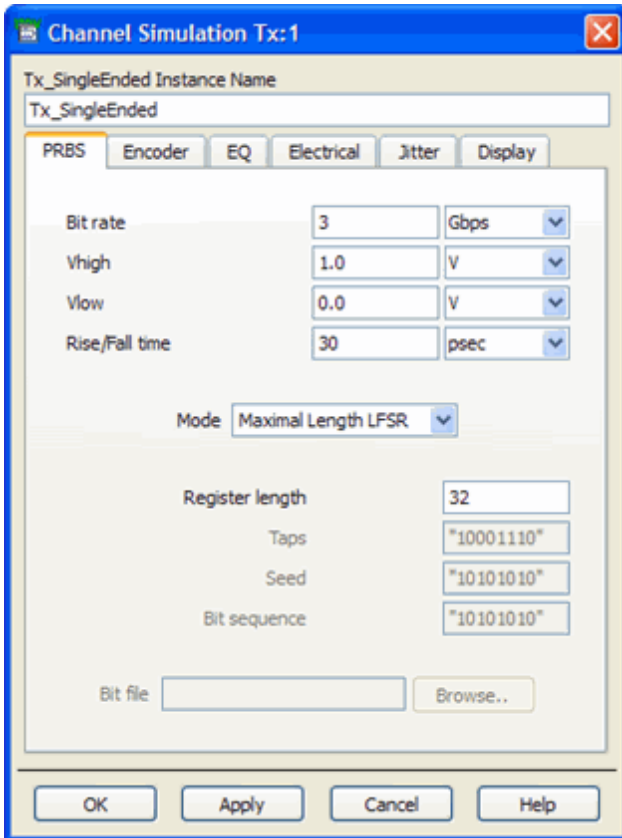 Channel Simulation Tx:1
Tx_SingleEnded Instance Name
Tx_SingleEnded
PRBS Encoder EQ Electrical Jitter Display
Bit rate 3 Gbps
Vhigh 1.0 V
Vlow 0.0 V
Rise/Fall time 30 psec
Mode Maximal Length LFSR
Register length 32
Taps "10001110"
Seed "10101010"
Bit sequence "10101010"
Bit file Browse..
OK Apply Cancel Help